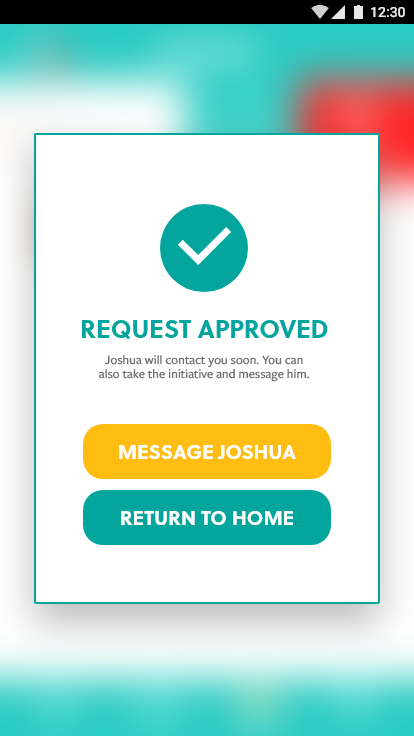 12:30
REQUEST APPROVED
Joshua will contact you soon. You can
also take the initiative and message him.
MESSAGE JOSHUA
RETURN TO HOME